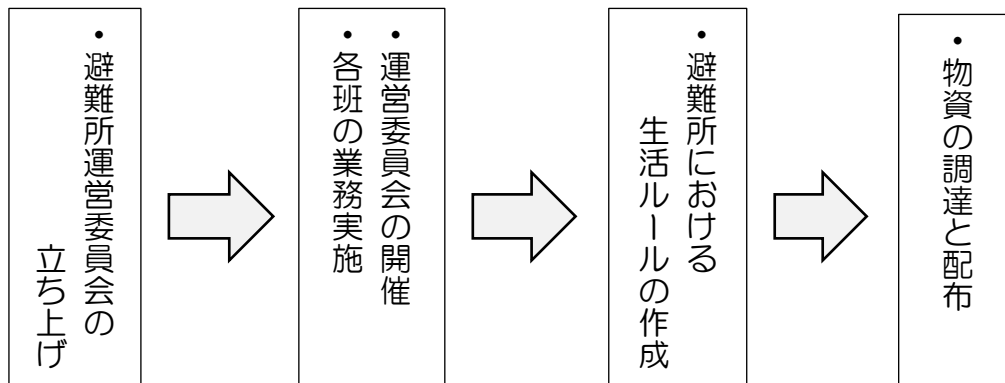 ・避難所運営委員会の
立ち上げ
・運営委員会の開催
・各班の業務実施
・避難所における
生活ルールの作成
・物資の調達と配布